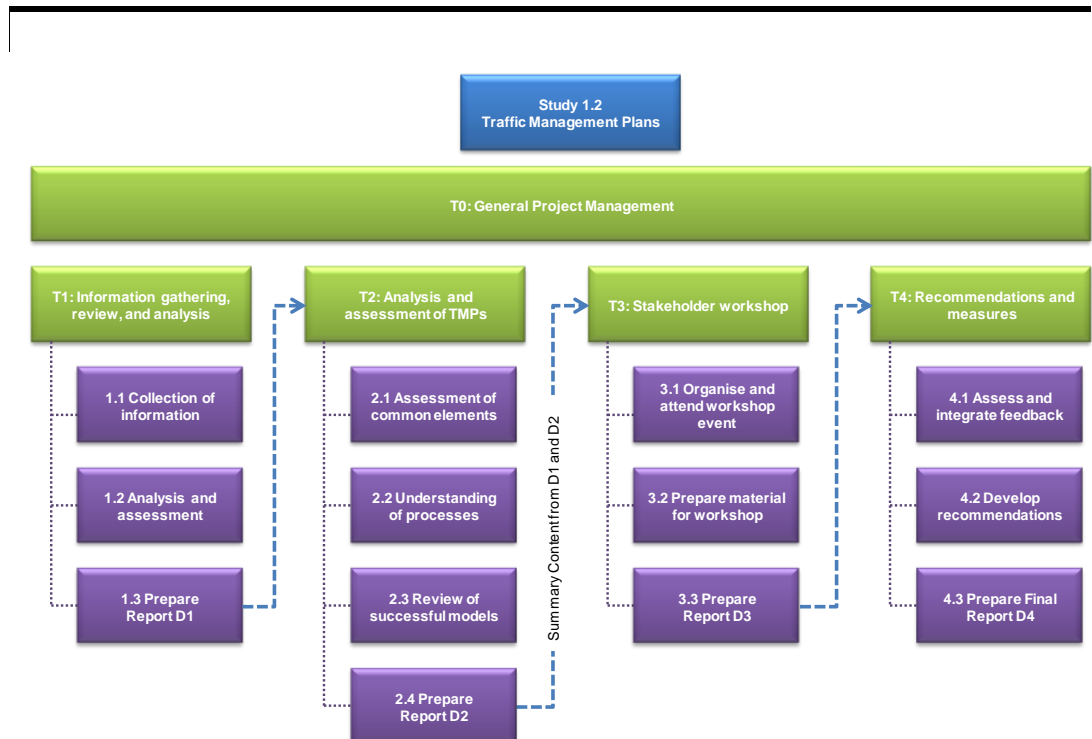 Study 1.2
Traffic Management Plans
T0: General Project Management
T1: Information gathering,
review, and analysis
1.1 Collection of
information
1.2 Analysis and
assessment
1.3 Prepare
Report D1
T2: Analysis and
assessment of TMPs
2.1 Assessment of
common elements
2.2 Understanding
of processes
2.3 Review of
successful models
2.4 Prepare
Report D2
Summary Content from D1 and D2
T3: Stakeholder workshop
3.1 Organise and
attend workshop
event
3.2 Prepare material
for workshop
3.3 Prepare
Report D3
T4: Recommendations and
measures
4.1 Assess and
integrate feedback
4.2 Develop
recommendations
4.3 Prepare Final
Report D4